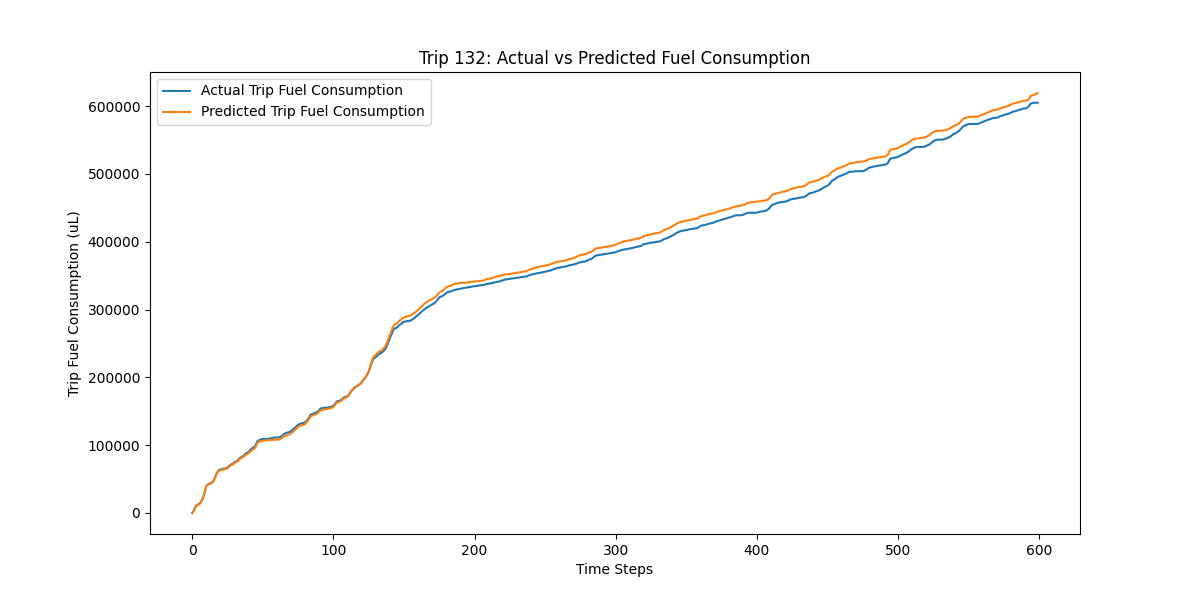 Trip 132: Actual vs Predicted Fuel Consumption
Actual Trip Fuel Consumption
Predicted Trip Fuel Consumption
Trip Fuel Consumption (uL)
600000
500000
400000
300000
200000
100000
0
0 100 200 300 400 500 600
Time Steps